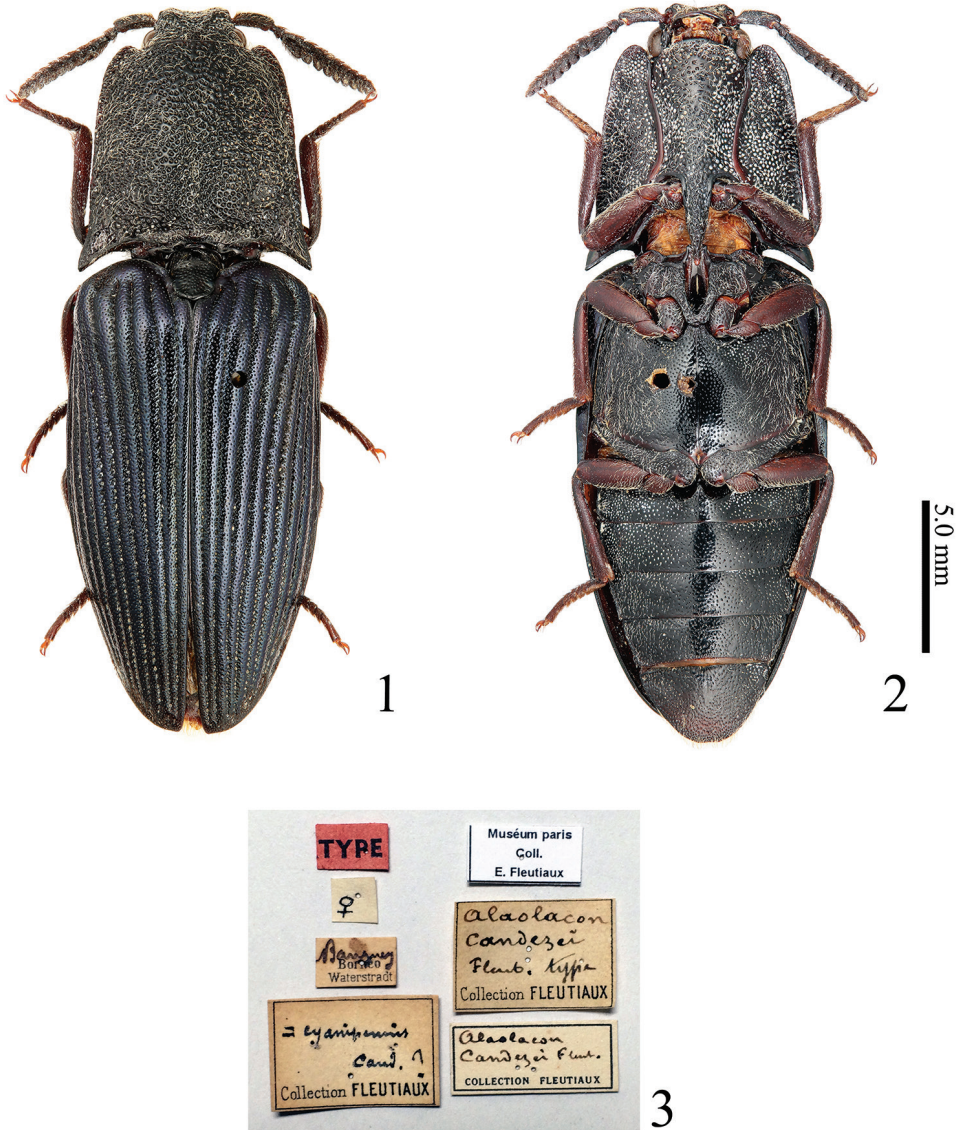 1
2
5.0 mm
TYPE
♀
Banguey
Borneo
Waterstradt
= cyanipennis
Cand. ?
Collection FLEUTIAUX
Muséum paris
Coll.
E. Fleutiaux
Alaolacon
Candezei
Fleut. type
Collection FLEUTIAUX
Alaolacon
Candezei Fleut.
COLLECTION FLEUTIAUX
3